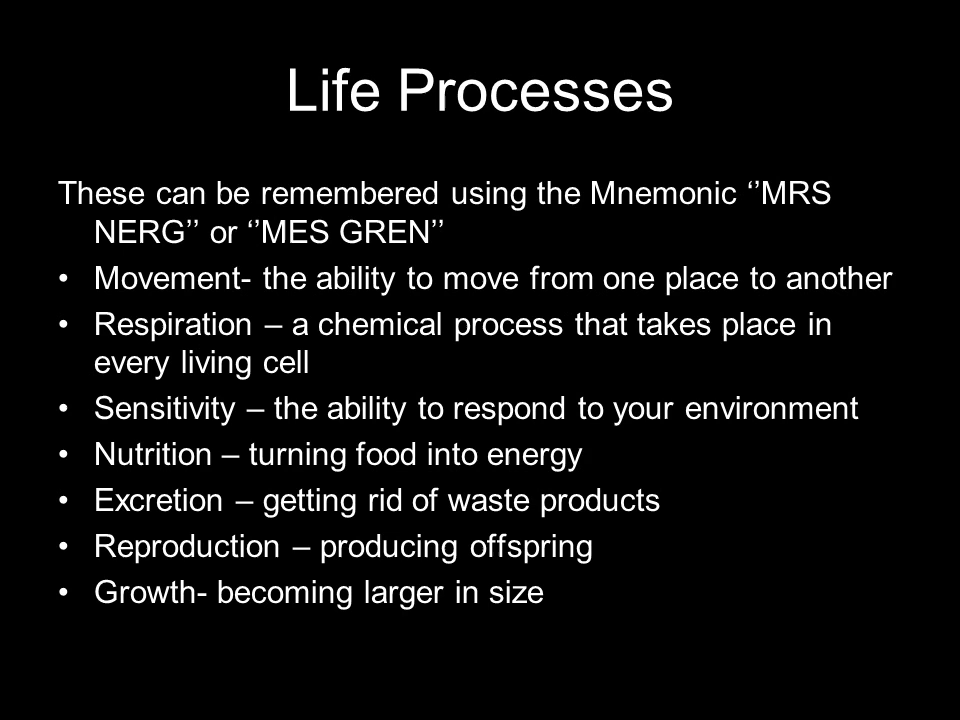 Life Processes
These can be remembered using the Mnemonic ‘’MRS
NERG’’ or ‘’MES GREN’’
• Movement- the ability to move from one place to another
• Respiration – a chemical process that takes place in
every living cell
• Sensitivity – the ability to respond to your environment
• Nutrition – turning food into energy
• Excretion – getting rid of waste products
• Reproduction – producing offspring
• Growth- becoming larger in size